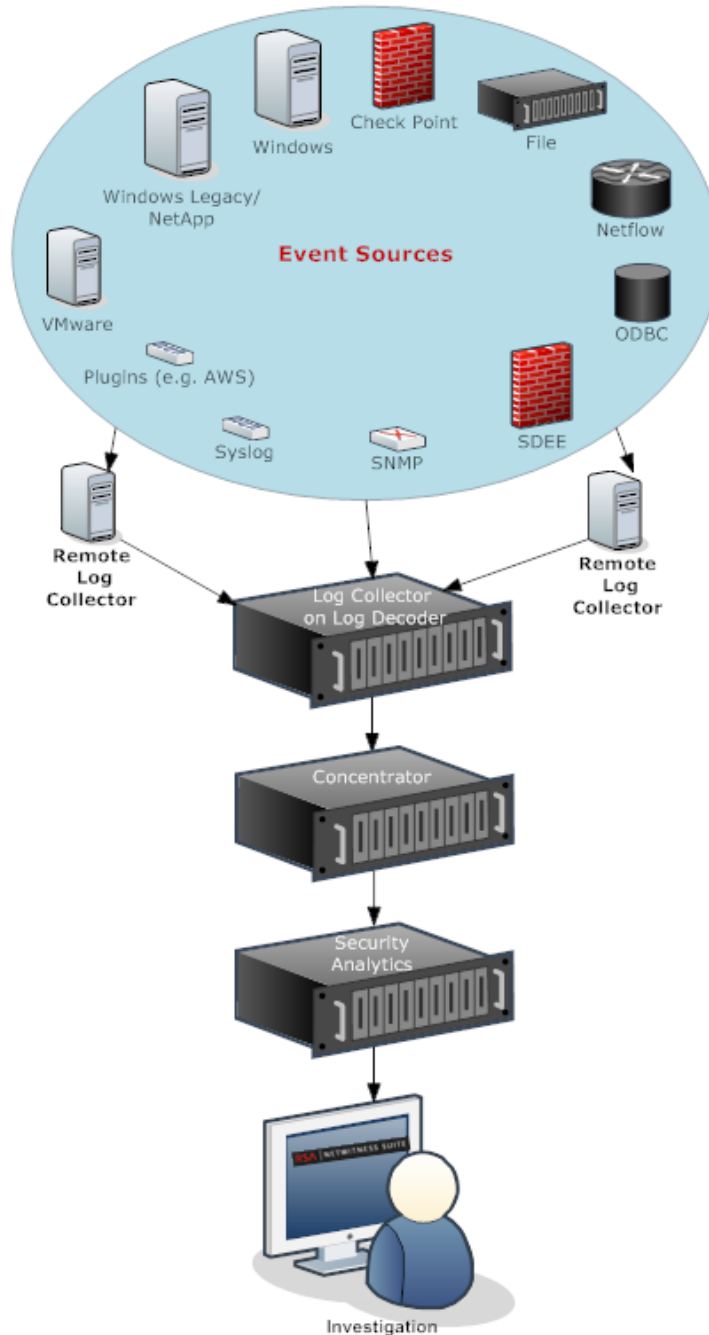 Windows
Check Point
File
Windows Legacy/
NetApp
Netflow
Event Sources
VMware
ODBC
Plugins (e.g. AWS)
Syslog
SNMP
SDEE
Remote
Log
Collector
Remote
Log
Collector
Log Collector
on Log Decoder
Concentrator
Security
Analytics
RSA NETWITNESS SUITE
Investigation